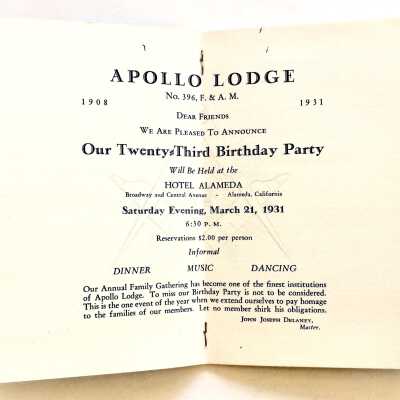 APOLLO LODGE
No. 396, F. & A. M.
1908 1931
DEAR FRIENDS
WE ARE PLEASED TO ANNOUNCE
Our Twenty-Third Birthday Party
Will Be Held at the
HOTEL ALAMEDA
Broadway and Central Avenue - Alameda, California
Saturday Evening, March 21, 1931
6:30 P. M.
Reservations $2.00 per person
Informal
DINNER MUSIC DANCING
Our Annual Family Gathering has become one of the finest institutions
of Apollo Lodge. To miss our Birthday Party is not to be considered.
This is the one event of the year when we extend ourselves to pay homage
to the families of our members. Let no member shirk his obligations.
JOHN JOSEPH DELANEY,
Master.